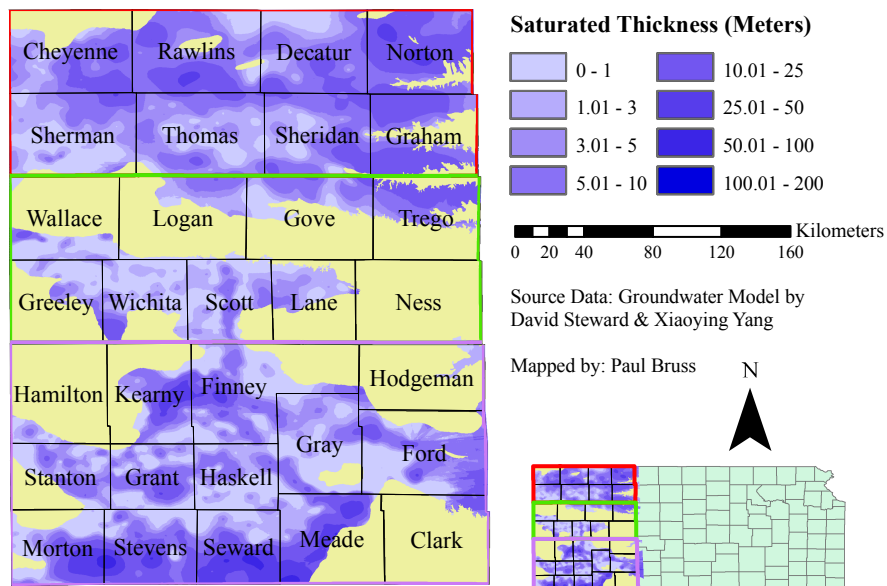 Cheyenne Rawlins Decatur Norton
Sherman Thomas Sheridan Graham
Wallace Logan Gove Trego
Greeley Wichita Scott Lane Ness
Hamilton Kearny Finney Hodgeman
Gray Ford
Stanton Grant Haskell
Morton Stevens Seward Meade Clark
Saturated Thickness (Meters)
0 - 1 10.01 - 25
1.01 - 3 25.01 - 50
3.01 - 5 50.01 - 100
5.01 - 10 100.01 - 200
Kilometers
0 20 40 80 120 160
Source Data: Groundwater Model by
David Steward & Xiaoying Yang
Mapped by: Paul Bruss
N